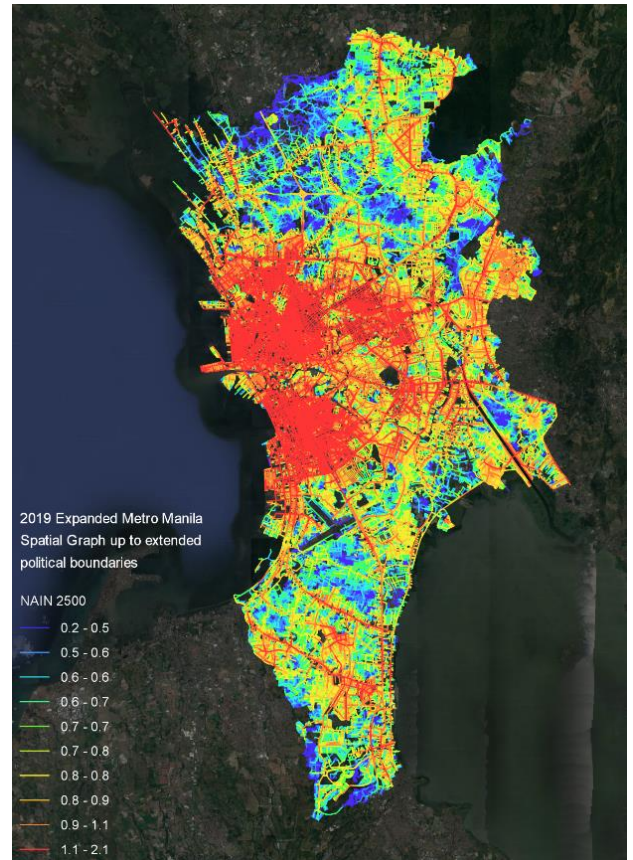 2019 Expanded Metro Manila
Spatial Graph up to extended
political boundaries
NAIN 2500
0.2 - 0.5
0.5 - 0.6
0.6 - 0.6
0.6 - 0.7
0.7 - 0.7
0.7 - 0.8
0.8 - 0.8
0.8 - 0.9
0.9 - 1.1
1.1 - 2.1